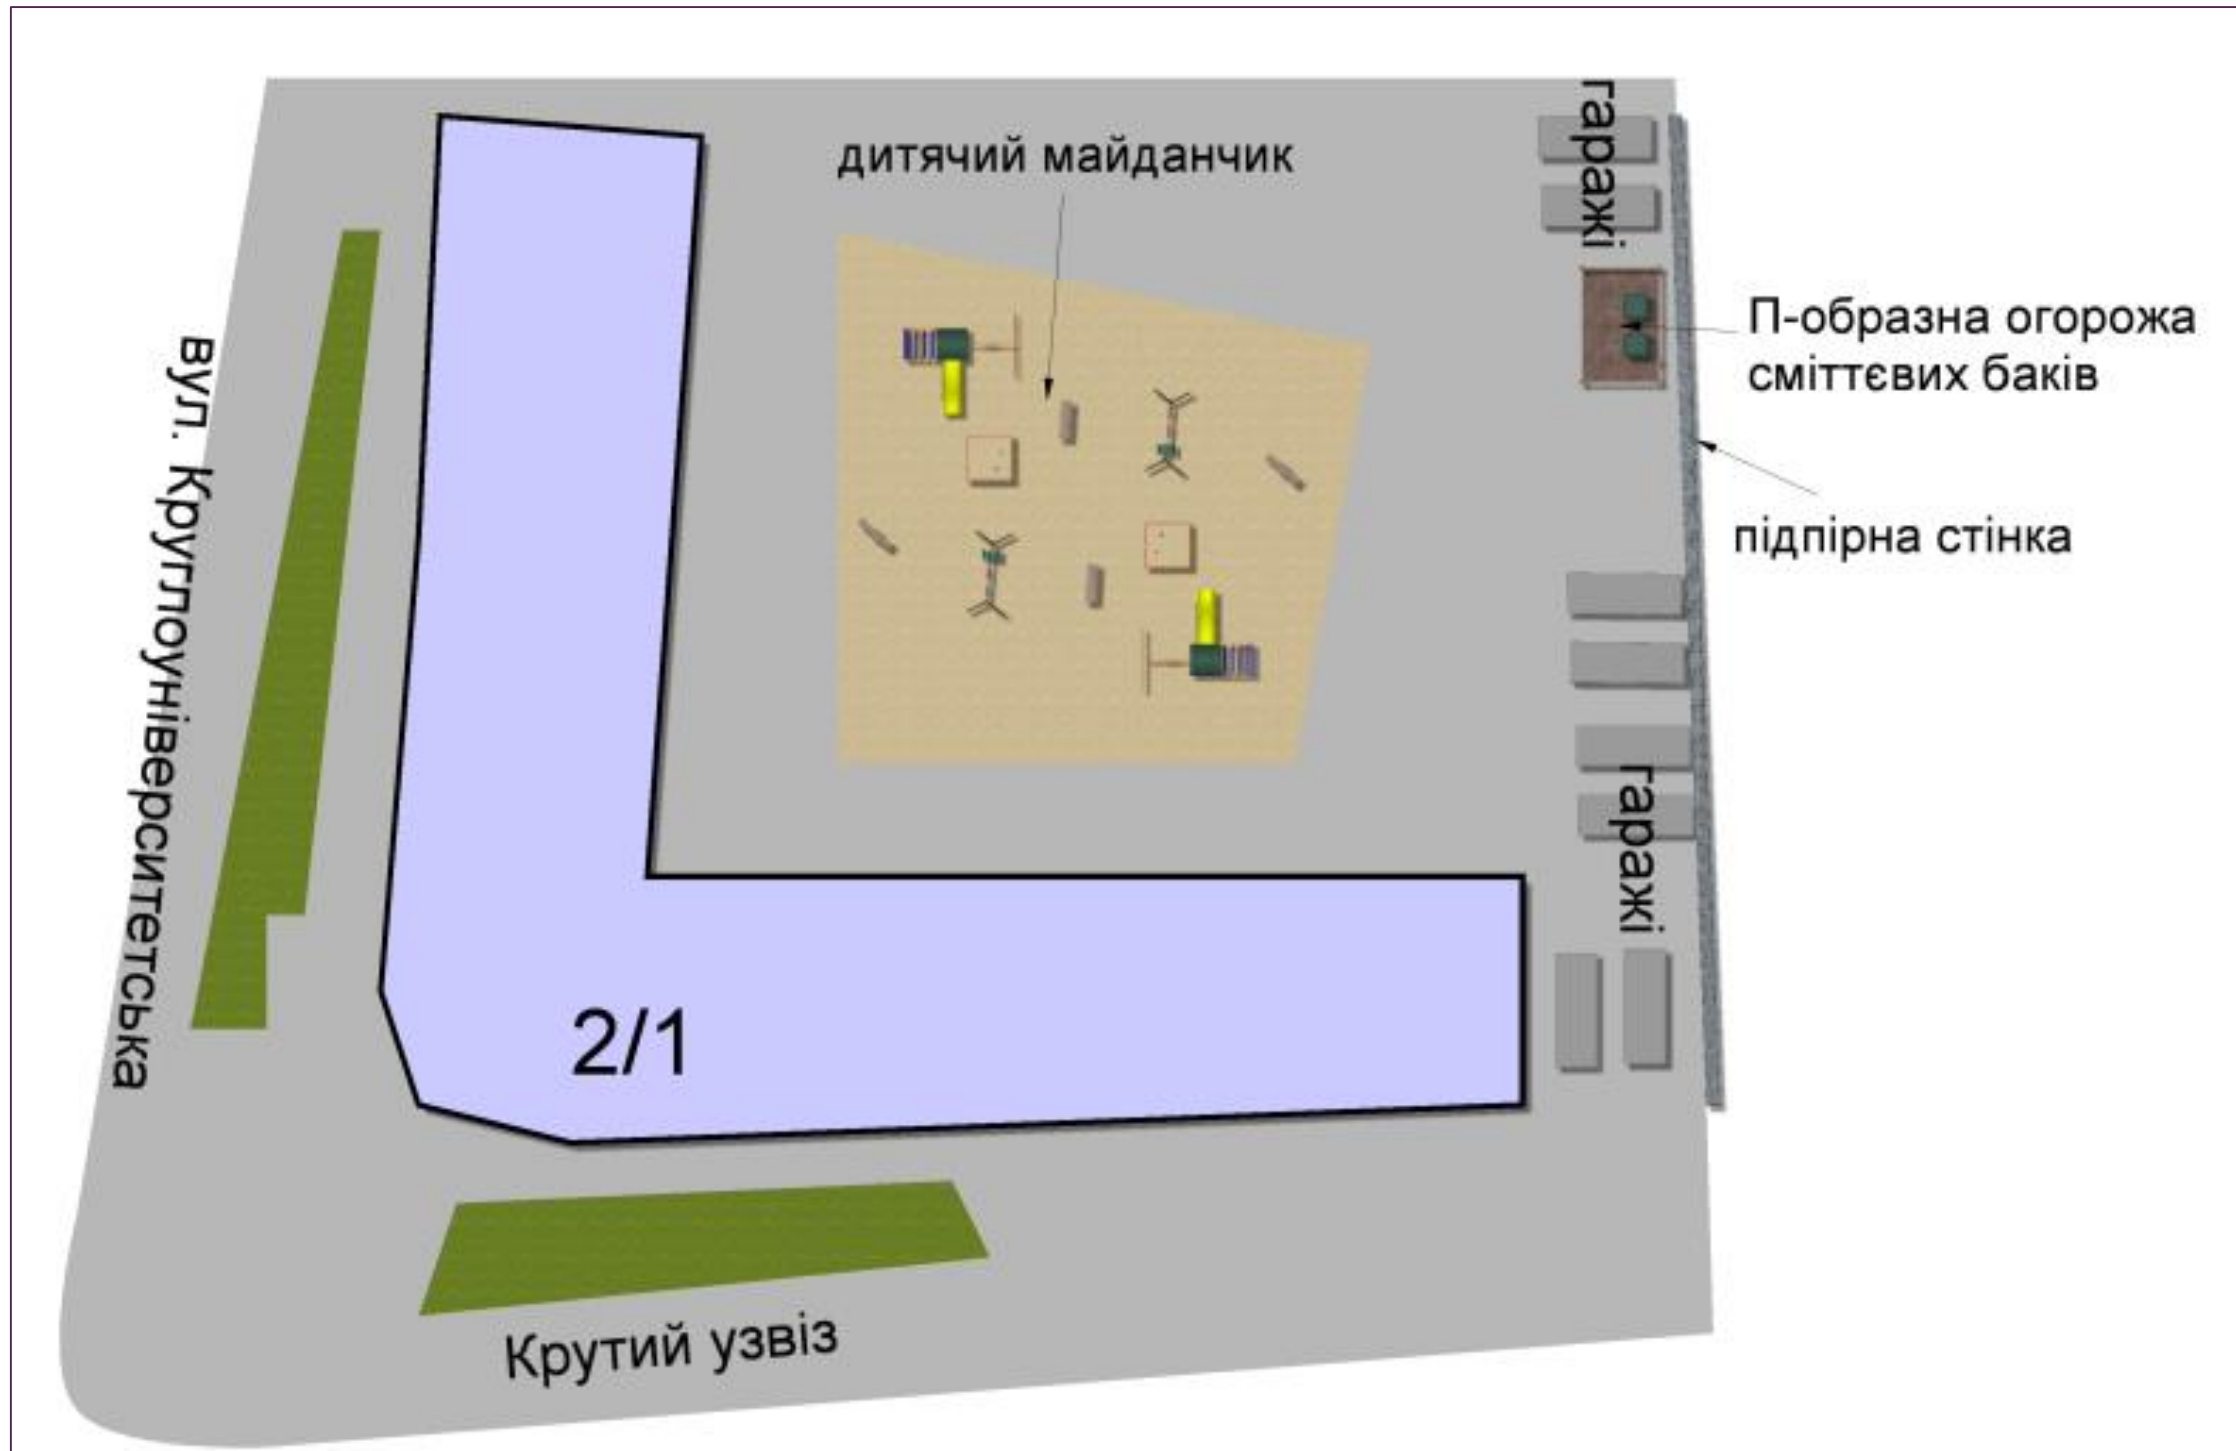 гаражі
дитячий майданчик
П-образна огорожа
сміттєвих баків
вул. Круглоуніверситетська
підпірна стінка
гаражі
2/1
Крутий узвіз